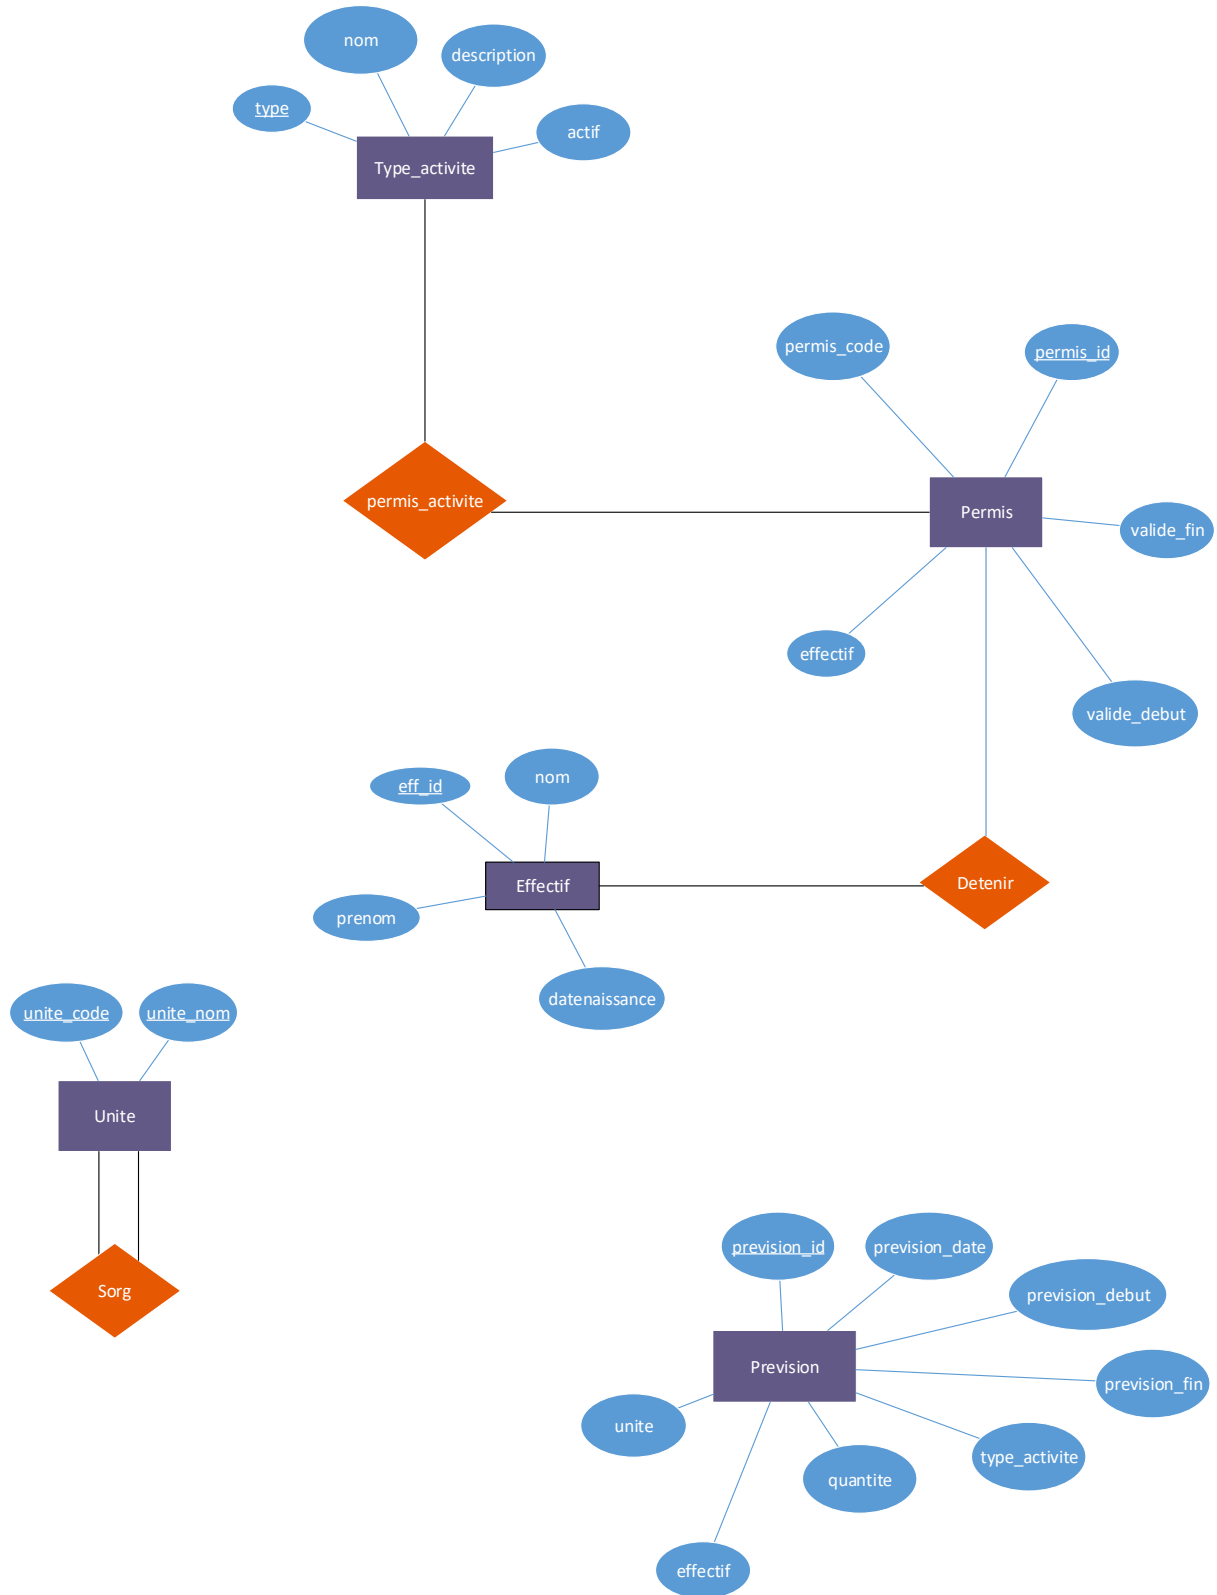 nom
description
type
actif
Type_activite
permis_code
permis_id
permis_activite
Permis
valide_fin
effectif
valide_debut
eff_id
nom
Effectif
Detenir
prenom
datenaissance
unite_code
unite_nom
Unite
Sorg
prevision_id
prevision_date
prevision_debut
Prevision
prevision_fin
unite
type_activite
quantite
effectif